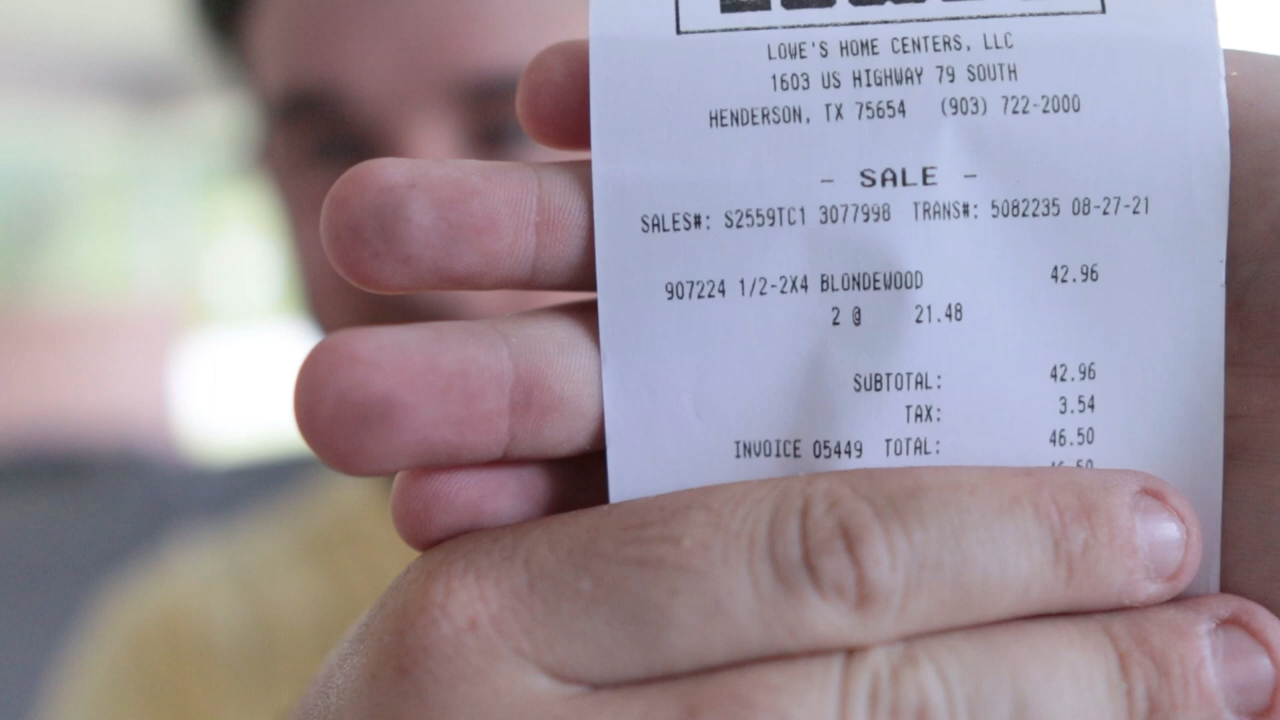 LOWE'S HOME CENTERS, LLC
1603 US HIGHWAY 79 SOUTH
HENDERSON, TX 75654 (903) 722-2000
- SALE -
SALES#: S2559TC1 3077998 TRANS#: 5082235 08-27-21
907224 1/2-2X4 BLONDEWOOD 42.96
2 @ 21.48
SUBTOTAL: 42.96
TAX: 3.54
INVOICE 05449 TOTAL: 46.50